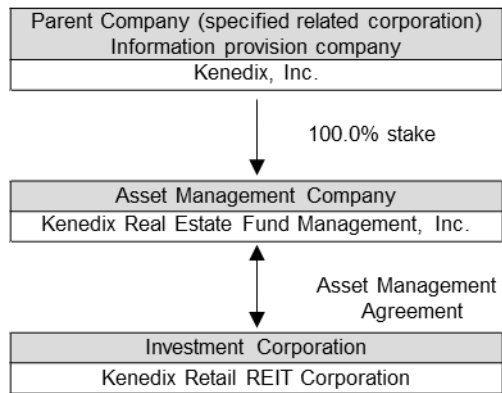 Parent Company (specified related corporation)
Information provision company
Kenedix, Inc.
100.0% stake
Asset Management Company
Kenedix Real Estate Fund Management, Inc.
Asset Management
Agreement
Investment Corporation
Kenedix Retail REIT Corporation